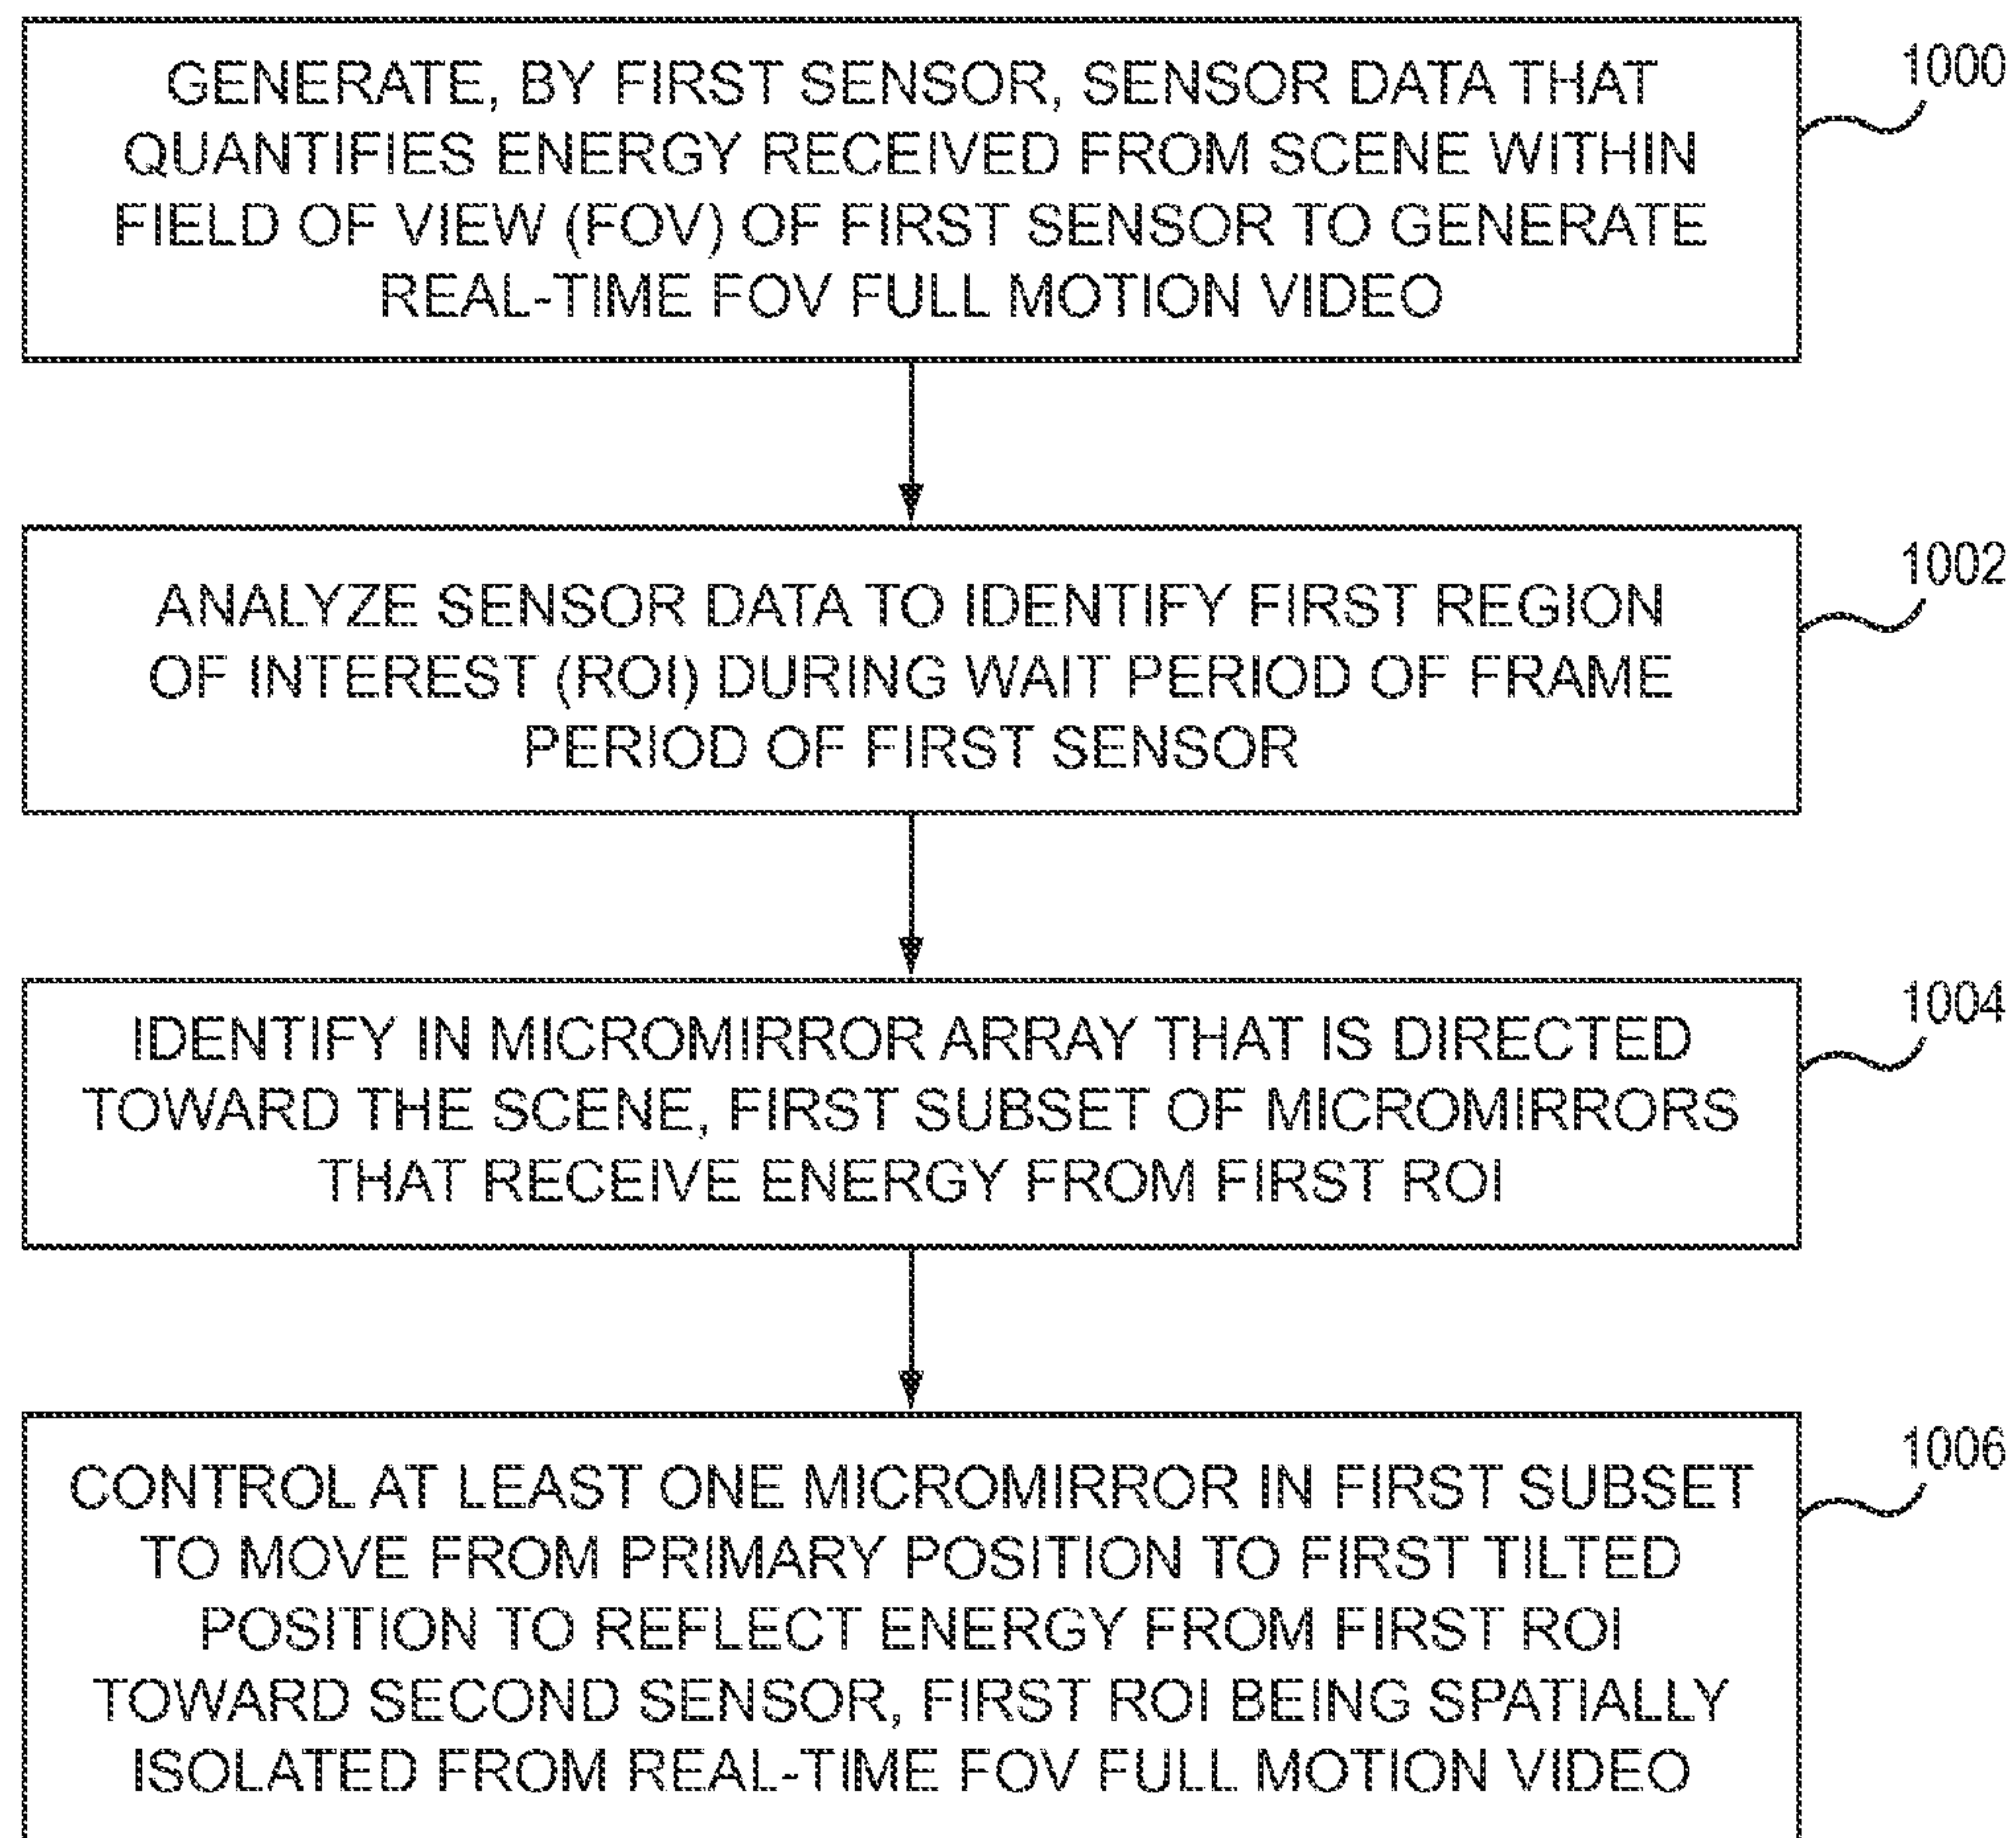 GENERATE, BY FIRST SENSOR, SENSOR DATA THAT
QUANTIFIES ENERGY RECEIVED FROM SCENE WITHIN
FIELD OF VIEW (FOV) OF FIRST SENSOR TO GENERATE
REAL-TIME FOV FULL MOTION VIDEO
1000
ANALYZE SENSOR DATA TO IDENTIFY FIRST REGION
OF INTEREST (ROI) DURING WAIT PERIOD OF FRAME
PERIOD OF FIRST SENSOR
1002
IDENTIFY IN MICROMIRROR ARRAY THAT IS DIRECTED
TOWARD THE SCENE, FIRST SUBSET OF MICROMIRRORS
THAT RECEIVE ENERGY FROM FIRST ROI
1004
CONTROL AT LEAST ONE MICROMIRROR IN FIRST SUBSET
TO MOVE FROM PRIMARY POSITION TO FIRST TILTED
POSITION TO REFLECT ENERGY FROM FIRST ROI
TOWARD SECOND SENSOR, FIRST ROI BEING SPATIALLY
ISOLATED FROM REAL-TIME FOV FULL MOTION VIDEO
1006